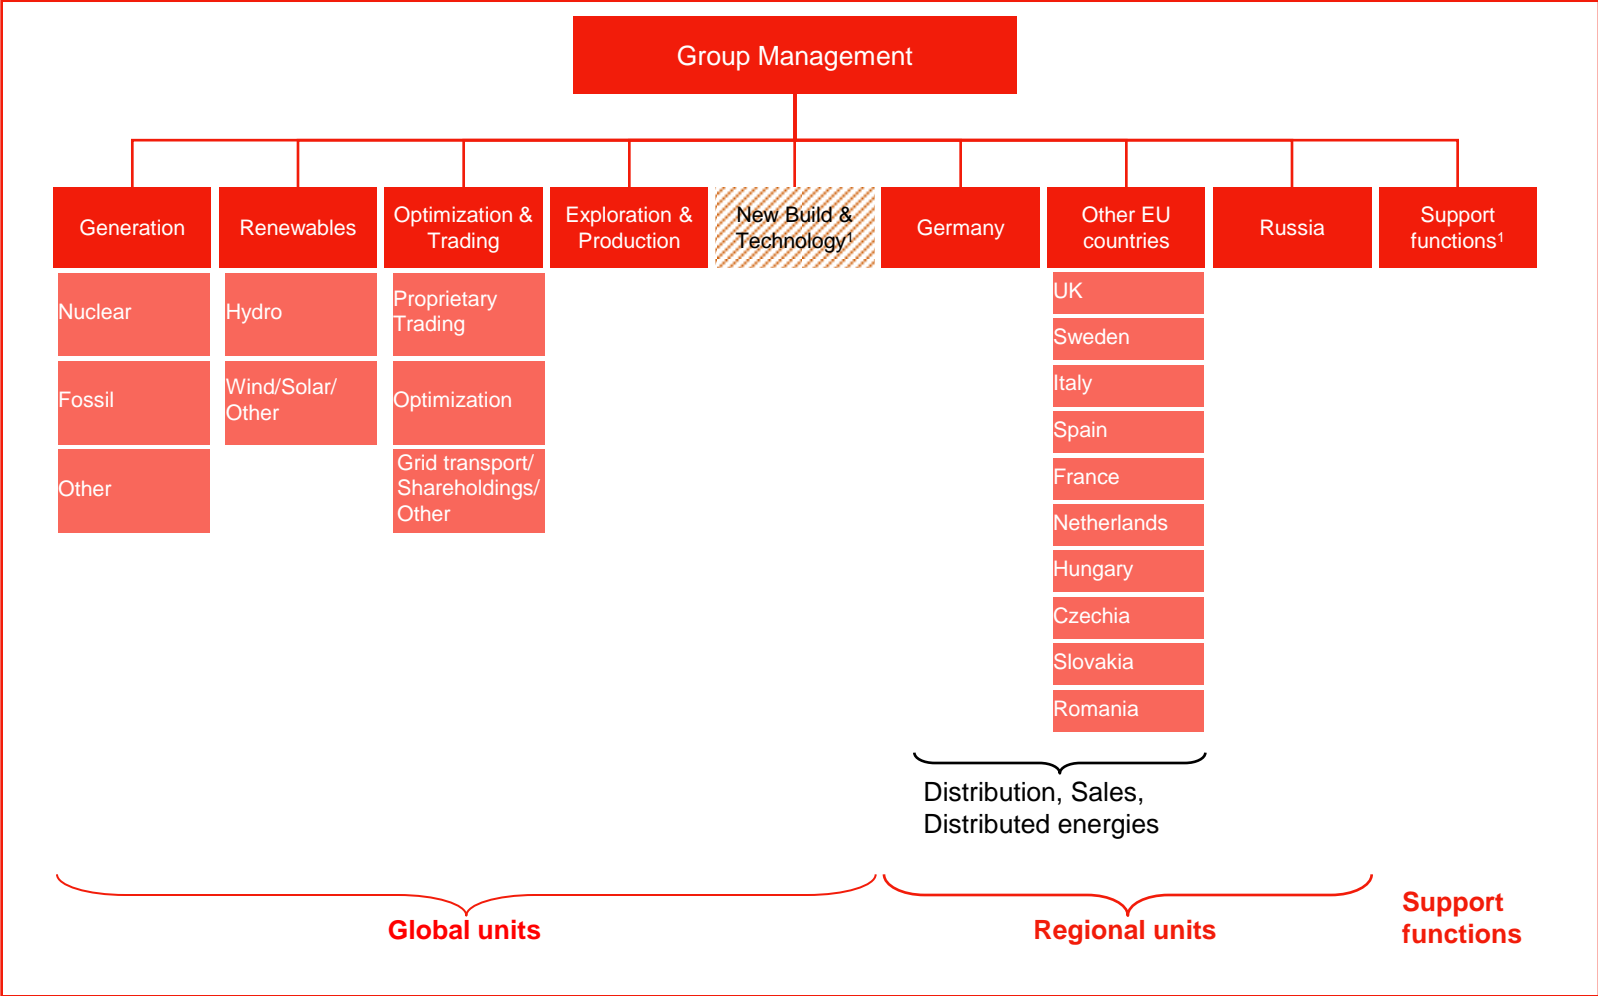 Group Management
Generation
Renewables
Optimization &
Trading
Exploration &
Production
New Build &
Technology¹
Germany
Other EU
countries
Russia
Support
functions¹
Nuclear
Fossil
Other
Hydro
Wind/Solar/
Other
Proprietary
Trading
Optimization
Grid transport/
Shareholdings/
Other
UK
Sweden
Italy
Spain
France
Netherlands
Hungary
Czechia
Slovakia
Romania
Distribution, Sales,
Distributed energies
Global units
Regional units
Support
functions